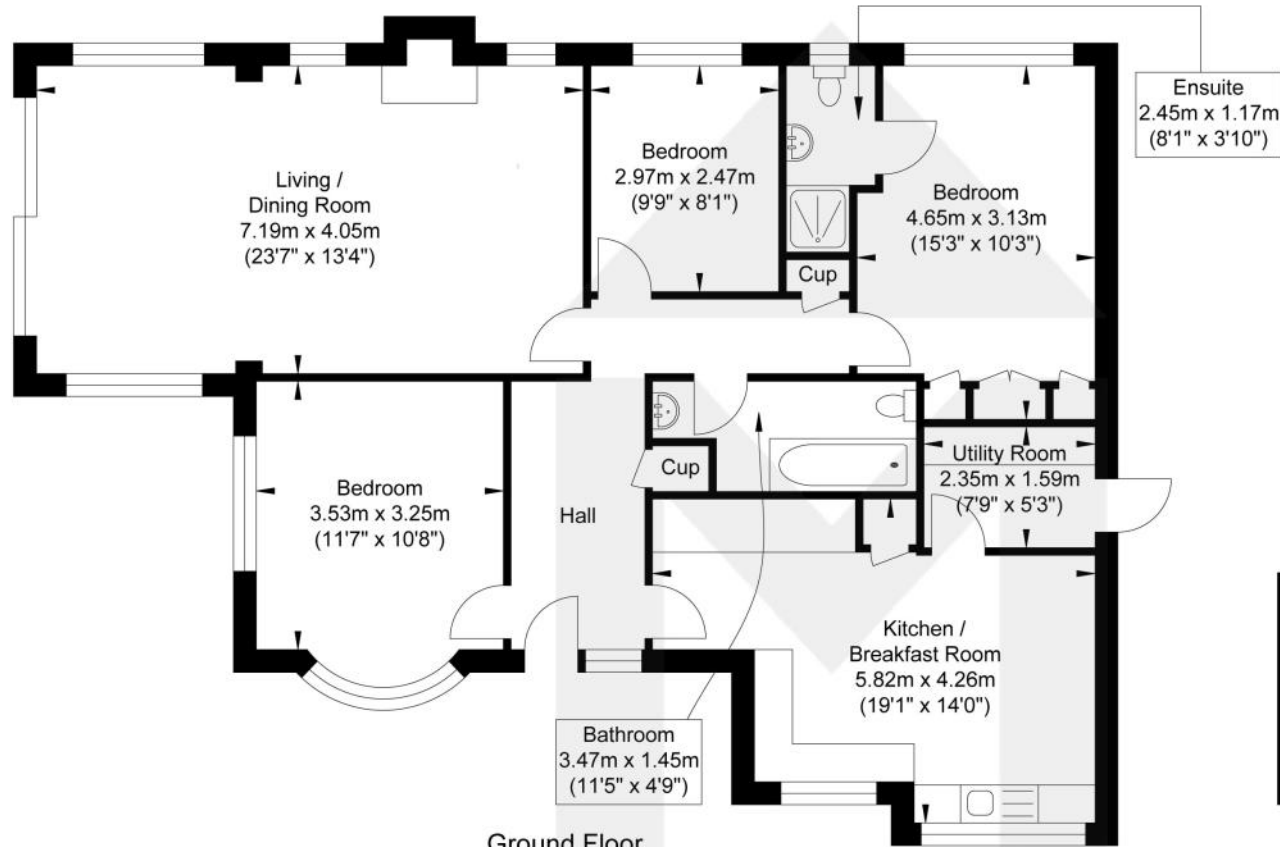 Living /
Dining Room
7.19m x 4.05m
(23'7" x 13'4")
Bedroom
2.97m x 2.47m
(9'9" x 8'1")
Ensuite
2.45m x 1.17m
(8'1" x 3'10")
Bedroom
4.65m x 3.13m
(15'3" x 10'3")
Cup
Bedroom
3.53m x 3.25m
(11'7" x 10'8")
Hall
Cup
Utility Room
2.35m x 1.59m
(7'9" x 5'3")
Kitchen /
Breakfast Room
5.82m x 4.26m
(19'1" x 14'0")
Bathroom
3.47m x 1.45m
(11'5" x 4'9")
Ground Floor